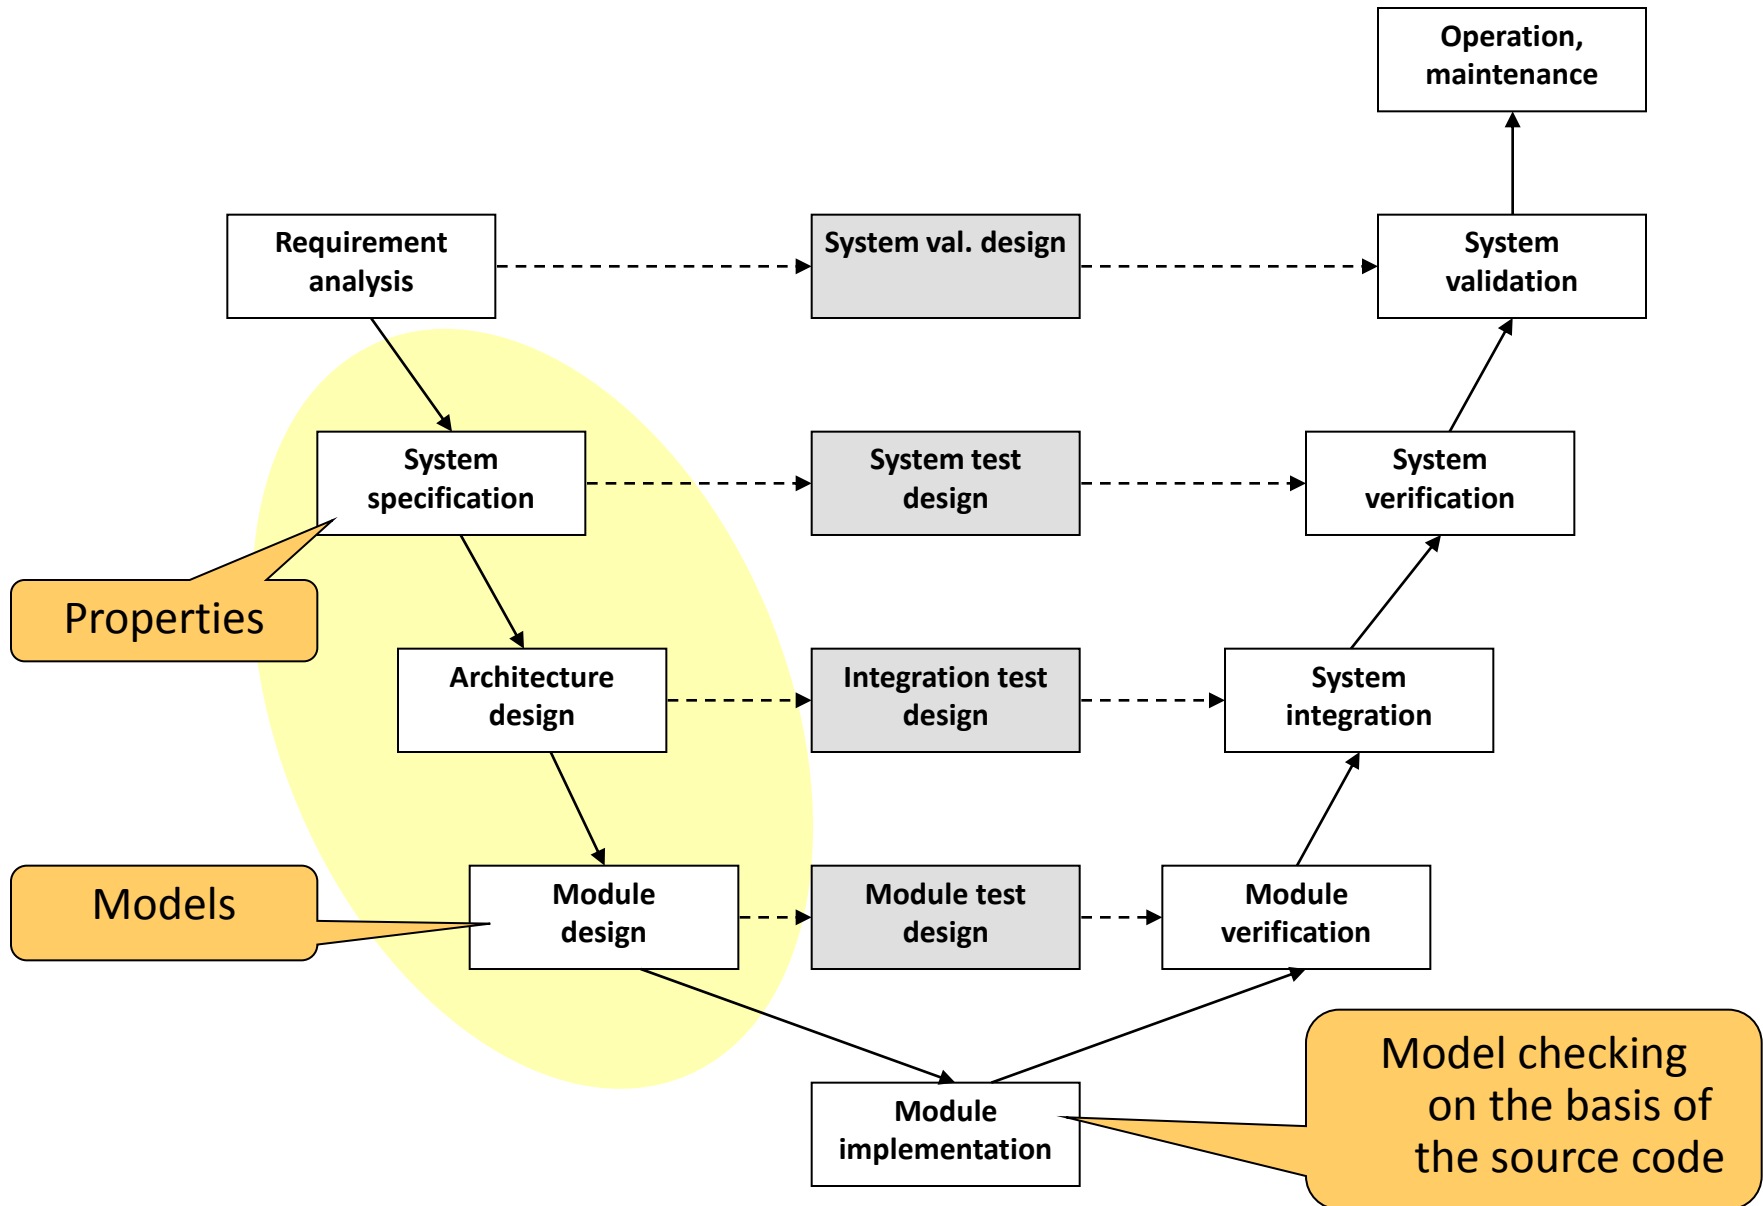 Operation,
maintenance
Requirement
analysis
System val. design
System
validation
System
specification
System test
design
System
verification
Properties
Architecture
design
Integration test
design
System
integration
Models
Module
design
Module test
design
Module
verification
Module
implementation
Model checking
on the basis of
the source code